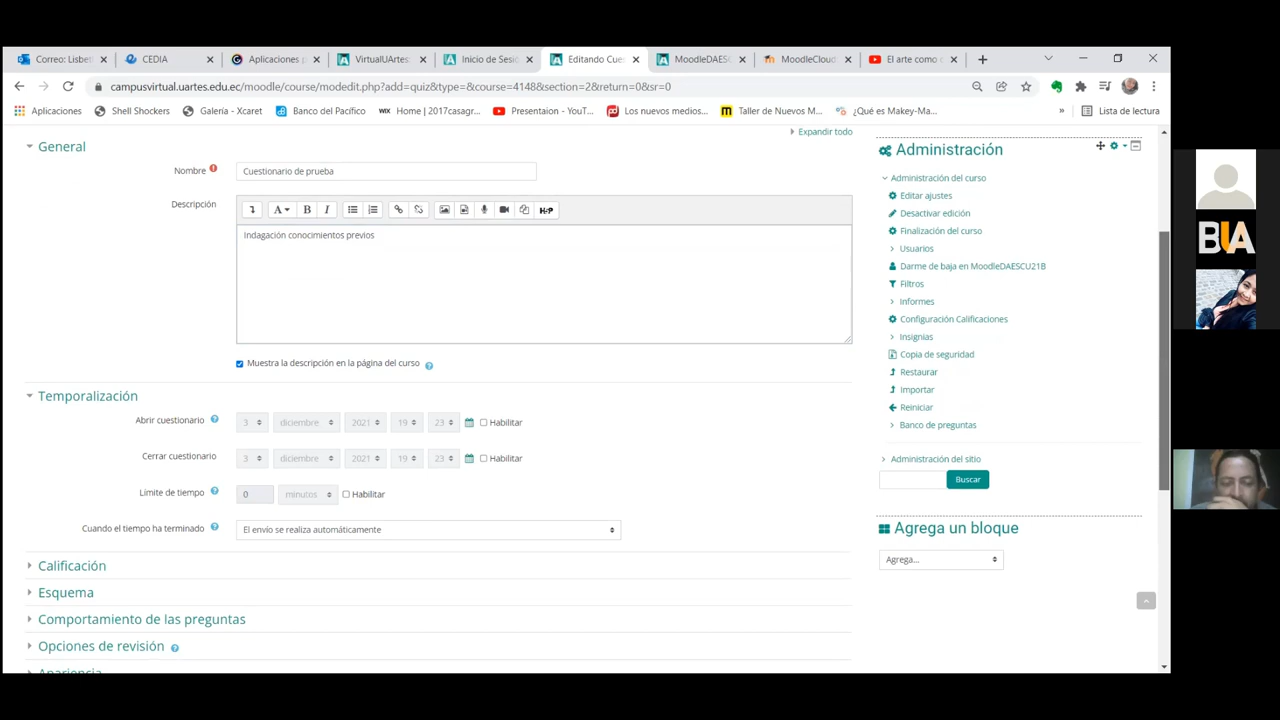 Correo: Lisbet
CEDIA
Aplicaciones p
VirtualUArtes:
Inicio de Sesió
Editando Cues
MoodleDAESC
MoodleCloud
El arte como c
campusvirtual.uartes.edu.ec/moodle/course/modedit.php?add=quiz&type=&course=4148&section=2&return=0&sr=0
Aplicaciones
Shell Shockers
Galería - Xcaret
Banco del Pacifico
WIX
Home | 2017casagr...
Presentaion - YouT...
Los nuevos medios...
Taller de Nuevos M...
¿Qué es Makey-Ma...
»
Lista de lectura
Expandir todo
General
Nombre
Cuestionario de prueba
Descripción
A
B
I
H-P
Indagación conocimientos previos
Muestra la descripción en la página del curso
Temporalización
Abrir cuestionario
3 diciembre 2021 19 23 Habilitar
Cerrar cuestionario
3 diciembre 2021 19 23 Habilitar
Límite de tiempo
0 minutos Habilitar
Cuando el tiempo ha terminado
El envío se realiza automáticamente
Calificación
Esquema
Comportamiento de las preguntas
Opciones de revisión
Apariencia
Administración
Administración del curso
Editar ajustes
Desactivar edición
Finalización del curso
Usuarios
Darme de baja en MoodleDAESCU21B
Filtros
Informes
Configuración Calificaciones
Insignias
Copia de seguridad
Restaurar
Importar
Reiniciar
Banco de preguntas
Administración del sitio
Buscar
Agrega un bloque
Agrega...
BUA